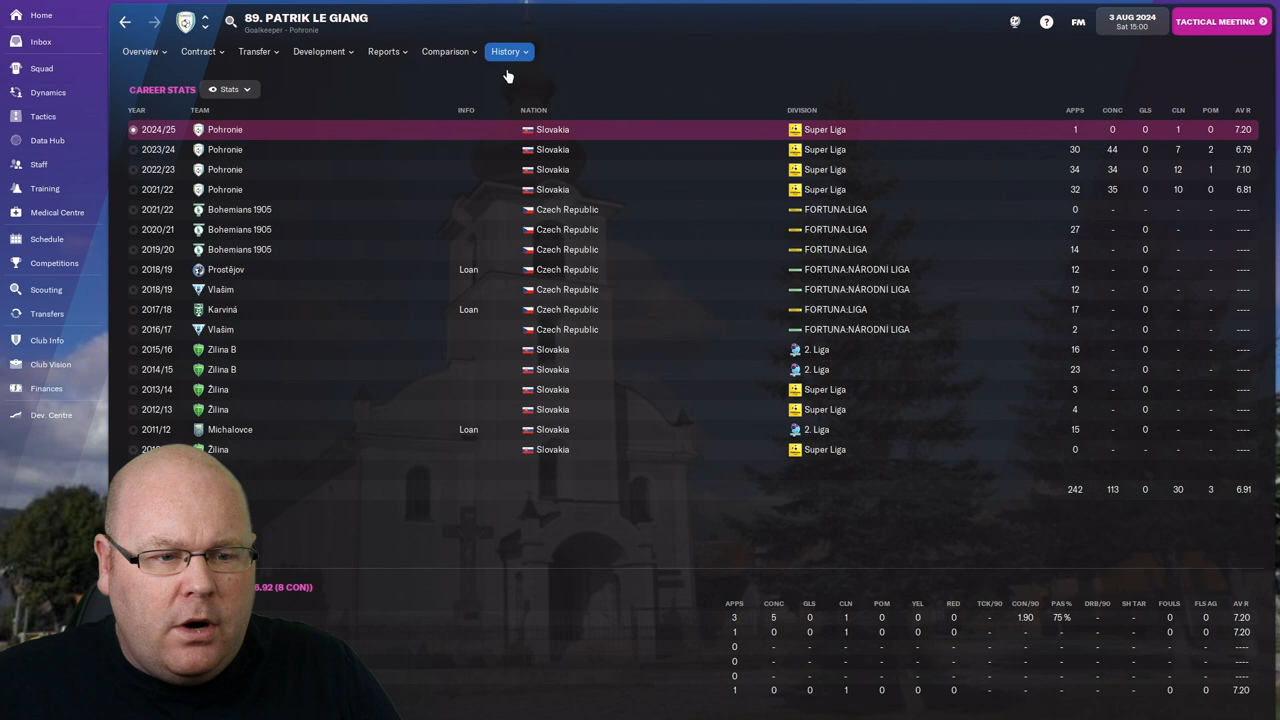 Home
Inbox
Squad
Dynamics
Tactics
Data Hub
Staff
Training
Medical Centre
Schedule
Competitions
Scouting
Transfers
Club Info
Club Vision
Finances
Dev. Centre
89. PATRIK LE GIANG
Goalkeeper - Pohronie
? FM 3 AUG 2024 Sat 15:00 TACTICAL MEETING
Overview Contract Transfer Development Reports Comparison History
CAREER STATS Stats
YEAR TEAM INFO NATION DIVISION APPS CONC GLS CLN POM AV R
2024/25 Pohronie Slovakia Super Liga 1 0 0 1 0 7.20
2023/24 Pohronie Slovakia Super Liga 30 44 0 7 2 6.79
2022/23 Pohronie Slovakia Super Liga 34 34 0 12 1 7.10
2021/22 Pohronie Slovakia Super Liga 32 35 0 10 0 6.81
2021/22 Bohemians 1905 Czech Republic FORTUNA:LIGA 0 - - - - ----
2020/21 Bohemians 1905 Czech Republic FORTUNA:LIGA 27 - - - - ----
2019/20 Bohemians 1905 Czech Republic FORTUNA:LIGA 14 - - - - ----
2018/19 Prostějov Loan Czech Republic FORTUNA:NÁRODNÍ LIGA 12 - - - - ----
2018/19 Vlašim Czech Republic FORTUNA:NÁRODNÍ LIGA 12 - - - - ----
2017/18 Karviná Loan Czech Republic FORTUNA:LIGA 17 - - - - ----
2016/17 Vlašim Czech Republic FORTUNA:NÁRODNÍ LIGA 2 - - - - ----
2015/16 Zilina B Slovakia 2. Liga 16 - - - - ----
2014/15 Zilina B Slovakia 2. Liga 23 - - - - ----
2013/14 Žilina Slovakia Super Liga 3 - - - - ----
2012/13 Žilina Slovakia Super Liga 4 - - - - ----
2011/12 Michalovce Loan Slovakia 2. Liga 15 - - - - ----
Žilina Slovakia Super Liga 0 - - - - ----
242 113 0 30 3 6.91
6.92 (8 CON))
APPS CONC GLS CLN POM YEL RED TCK/90 CON/90 PAS % DRB/90 SH TAR FOULS FLS AG AV R
3 5 0 1 0 0 0 - 1.90 75 % - - 0 0 7.20
1 0 0 1 0 0 0 - - - - - 0 0 7.20
0 - - - - - - - - - - - - - ----
0 - - - - - - - - - - - - - ----
0 - - - - - - - - - - - - - ----
1 0 0 1 0 0 0 - - - - - 0 0 7.20